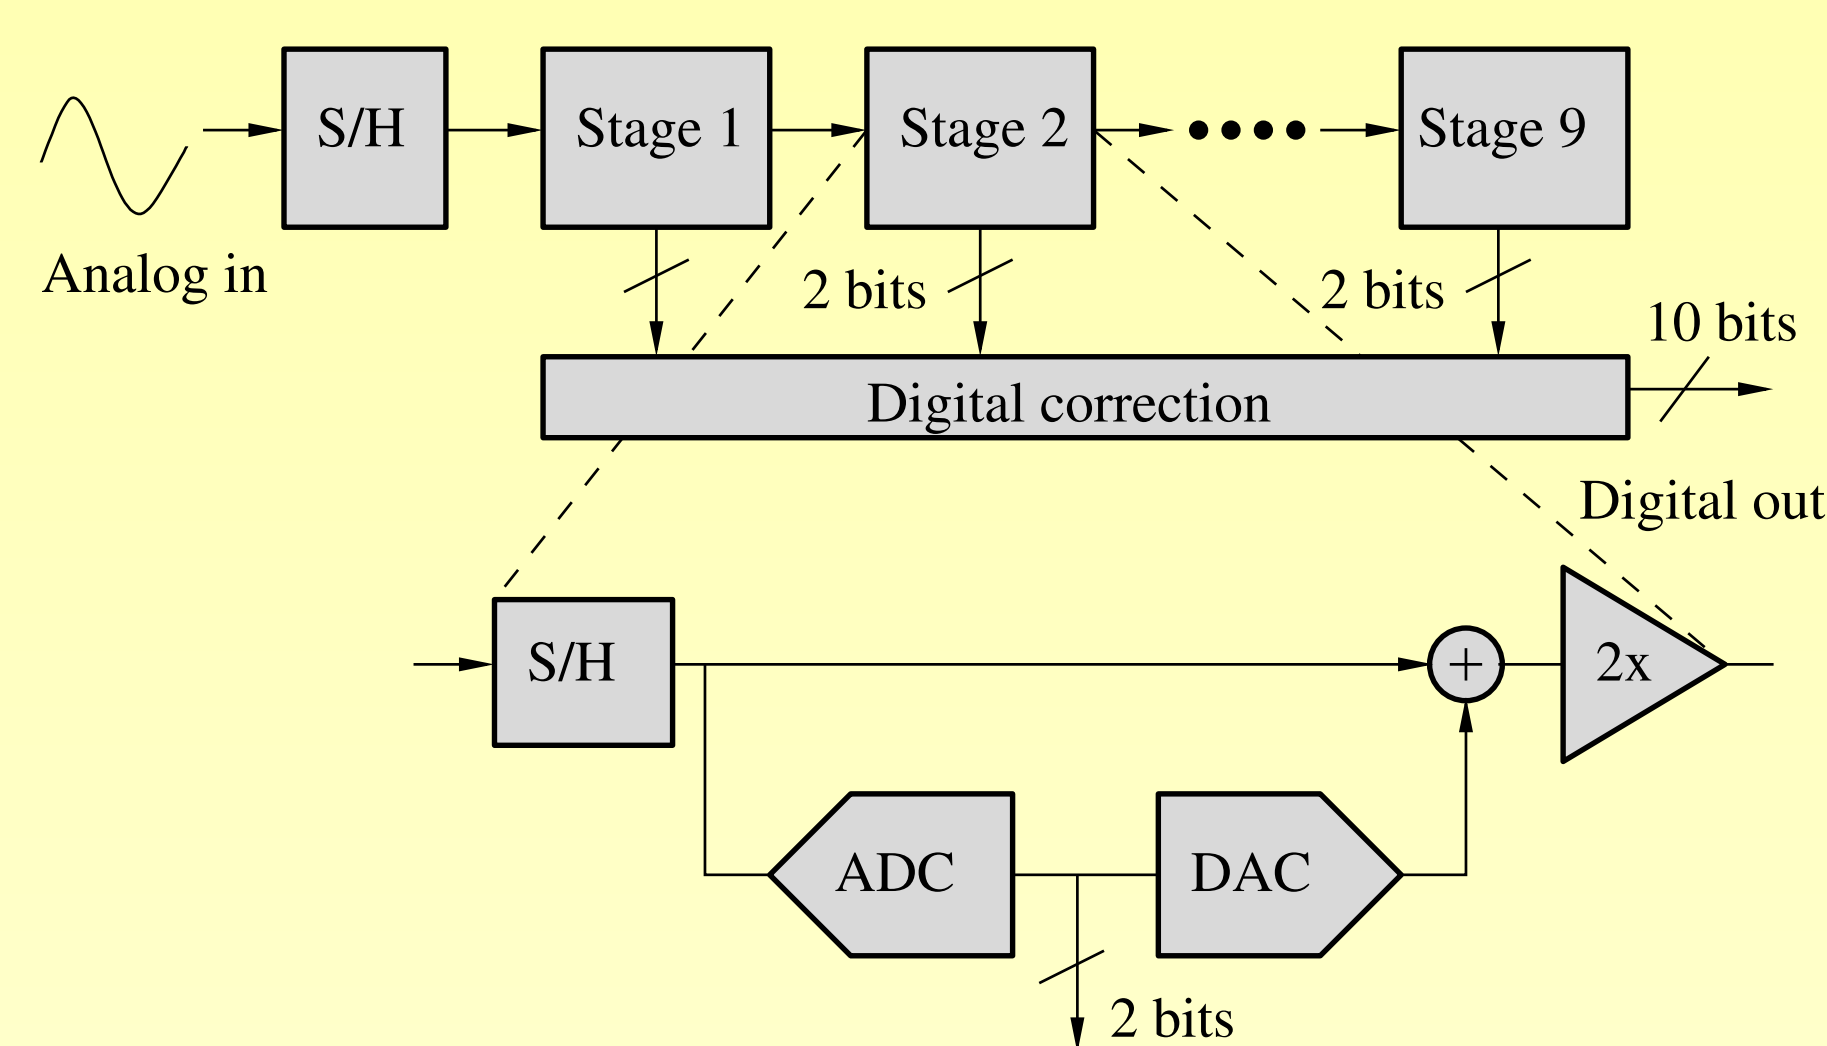 S/H
Stage 1
Stage 2
Stage 9
Analog in
2 bits
2 bits
10 bits
Digital correction
Digital out
S/H
+
2x
ADC
DAC
2 bits